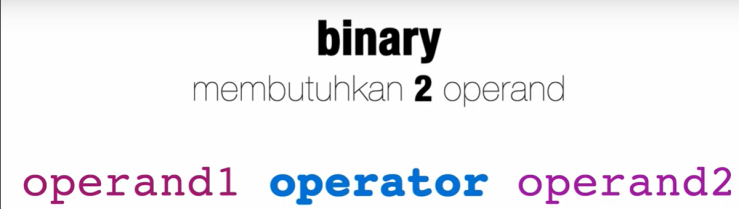 binary
membutuhkan 2 operand
operand1 operator operand2